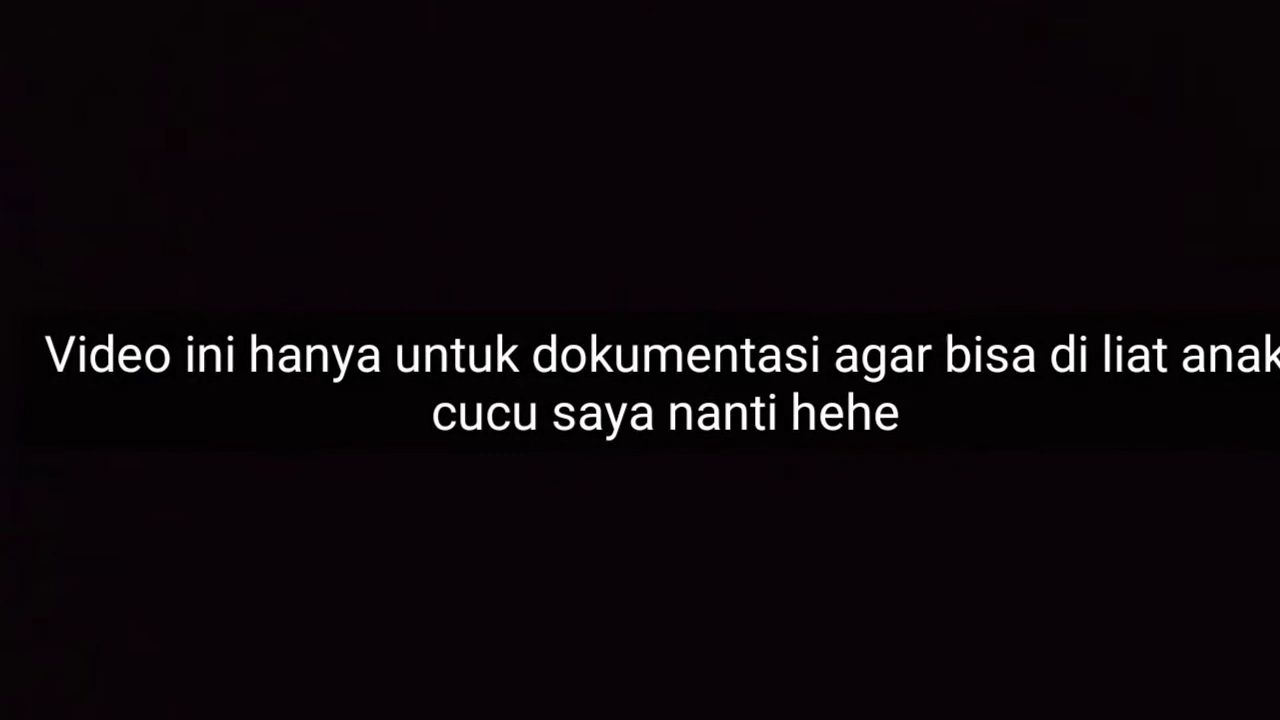 Video ini hanya untuk dokumentasi agar bisa di liat anak
cucu saya nanti hehe